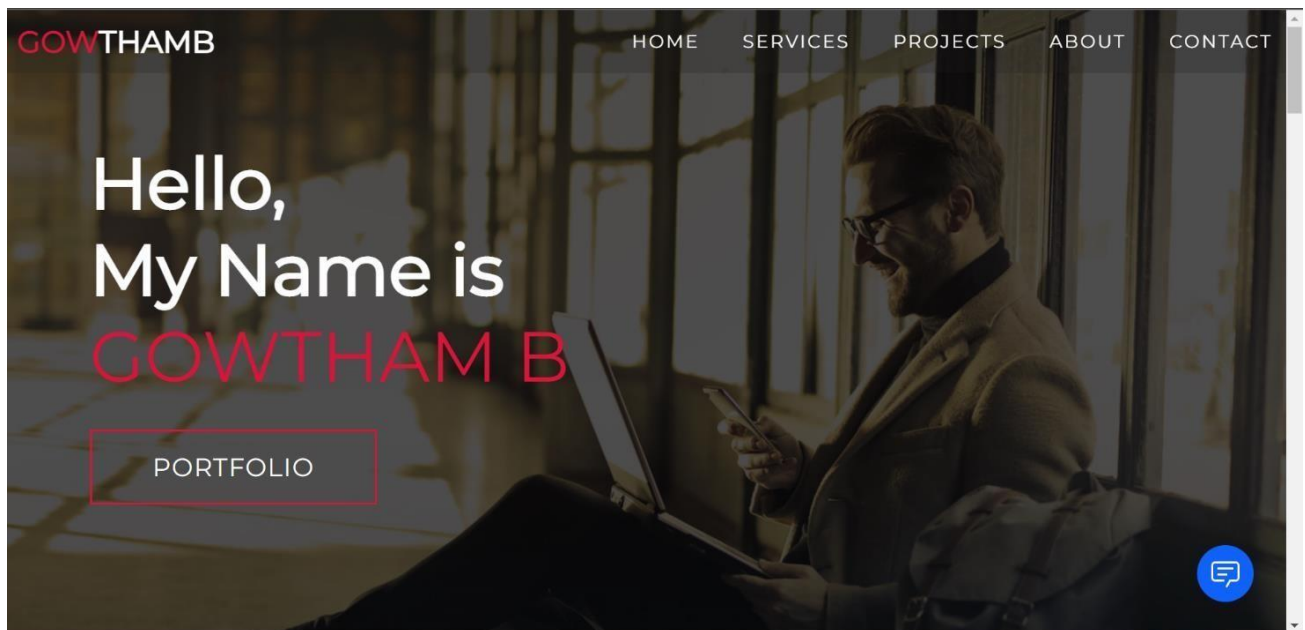 GOWTHAMB
HOME SERVICES PROJECTS ABOUT CONTACT
Hello,
My Name is
GOWTHAM B
PORTFOLIO